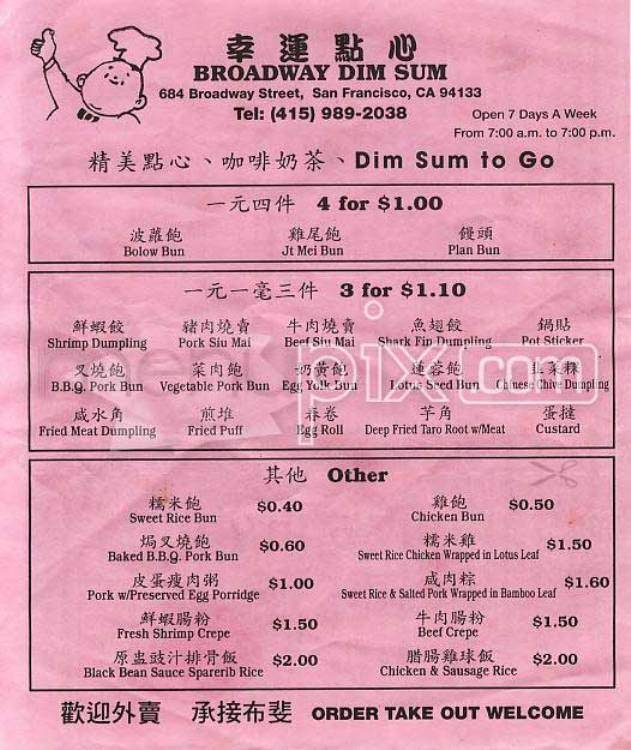 幸運點心
BROADWAY DIM SUM
684 Broadway Street, San Francisco, CA 94133
Tel: (415) 989-2038
Open 7 Days A Week
From 7:00 a.m. to 7:00 p.m.
精美點心、咖啡奶茶、Dim Sum to Go
一元四件 4 for $1.00
波蘿飽 雞尾飽 饅頭
Bolow Bun Jt Mei Bun Plan Bun
一元一毫三件 3 for $1.10
鮮蝦餃 豬肉燒賣 牛肉燒賣 魚翅餃 鍋貼
Shrimp Dumpling Pork Siu Mai Beef Siu Mai Shark Fin Dumpling Pot Sticker
叉燒飽 菜肉飽 奶黃飽 連蓉飽 韭菜粿
B.B.Q. Pork Bun Vegetable Pork Bun Egg Yolk Bun Lotus Seed Bun Chinese Chive Dumpling
咸水角 煎堆 春卷 芋角 蛋撻
Fried Meat Dumpling Fried Puff Egg Roll Deep Fried Taro Root w/Meat Custard
其他 Other
糯米飽 $0.40 雞飽 $0.50
Sweet Rice Bun Chicken Bun
焗叉燒飽 $0.60 糯米雞 $1.50
Baked B.B.Q. Pork Bun Sweet Rice Chicken Wrapped in Lotus Leaf
皮蛋瘦肉粥 $1.00 咸肉粽 $1.60
Pork w/Preserved Egg Porridge Sweet Rice & Salted Pork Wrapped in Bamboo Leaf
鮮蝦腸粉 $1.50 牛肉腸粉 $1.50
Fresh Shrimp Crepe Beef Crepe
原盅豉汁排骨飯 $2.00 腊腸雞球飯 $2.00
Black Bean Sauce Sparerib Rice Chicken & Sausage Rice
歡迎外賣 承接布斐 ORDER TAKE OUT WELCOME
pix.com